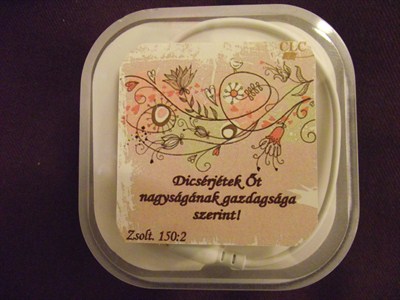 CLC
Dicsérjétek Őt
nagyságának gazdagsága
szerint!
Zsolt. 150:2